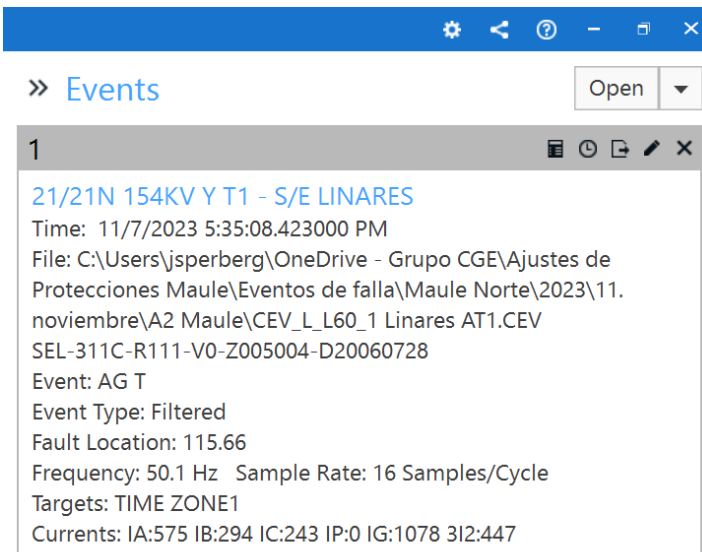 Events
Open
1
21/21N 154KV Y T1 - S/E LINARES
Time:  11/7/2023 5:35:08.423000 PM
File: C:\Users\jsperberg\OneDrive - Grupo CGE\Ajustes de
Protecciones Maule\Eventos de falla\Maule Norte\2023\11.
noviembre\A2 Maule\CEV_L_L60_1 Linares AT1.CEV
SEL-311C-R111-V0-Z005004-D20060728
Event: AG T
Event Type: Filtered
Fault Location: 115.66
Frequency: 50.1 Hz   Sample Rate: 16 Samples/Cycle
Targets: TIME ZONE1
Currents: IA:575 IB:294 IC:243 IP:0 IG:1078 3I2:447